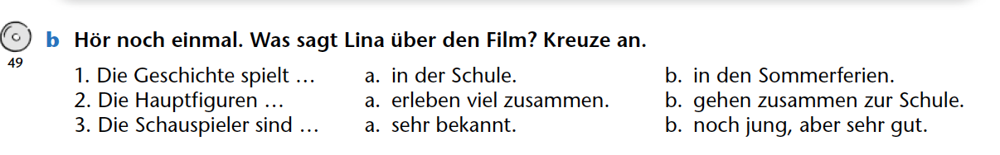 b Hör noch einmal. Was sagt Lina über den Film? Kreuze an.
49
1. Die Geschichte spielt … a. in der Schule. b. in den Sommerferien.
2. Die Hauptfiguren … a. erleben viel zusammen. b. gehen zusammen zur Schule.
3. Die Schauspieler sind … a. sehr bekannt. b. noch jung, aber sehr gut.